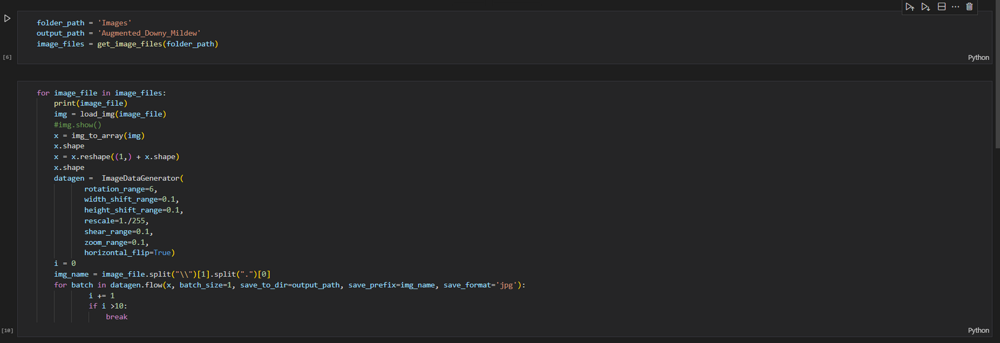 folder_path = 'Images'
output_path = 'Augmented_Downy_Mildew'
image_files = get_image_files(folder_path)
[6]
Python
for image_file in image_files:
    print(image_file)
    img = load_img(image_file)
    #img.show()
    x = img_to_array(img)
    x.shape
    x = x.reshape((1,) + x.shape)
    x.shape
    datagen =  ImageDataGenerator(
           rotation_range=6,
           width_shift_range=0.1,
           height_shift_range=0.1,
           rescale=1./255,
           shear_range=0.1,
           zoom_range=0.1,
           horizontal_flip=True)
    i = 0
    img_name = image_file.split("\\")[1].split(".")[0]
    for batch in datagen.flow(x, batch_size=1, save_to_dir=output_path, save_prefix=img_name, save_format='jpg'):
            i += 1
            if i >10:
                break
[10]
Python